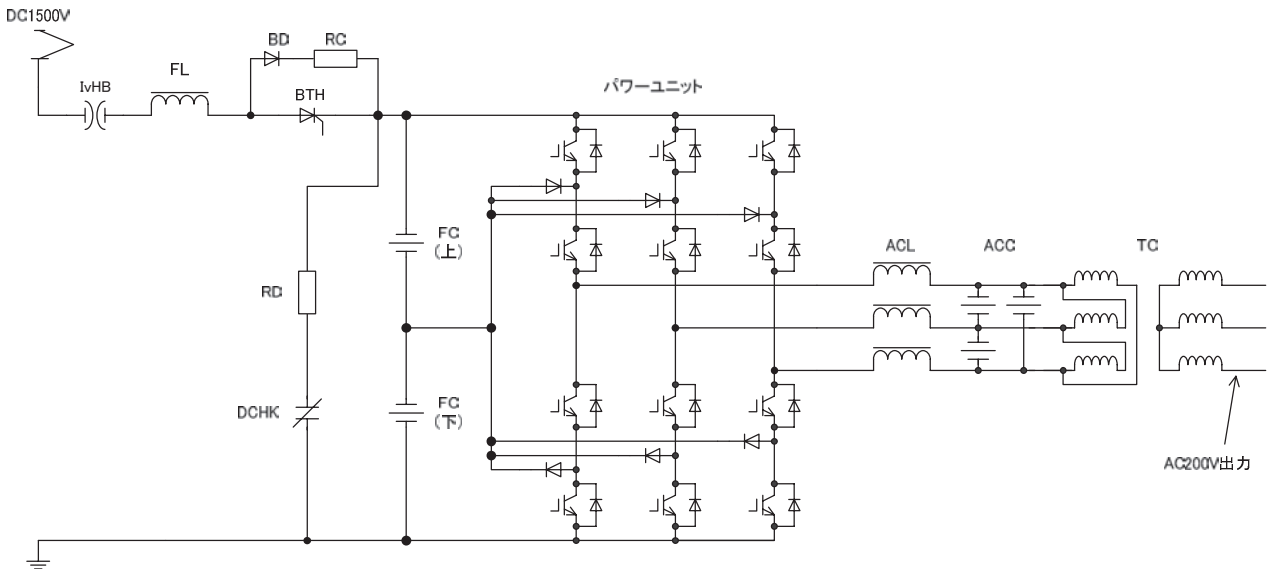 DC1500V
BD
RC
FL
IvHB
BTH
パワーユニット
FC
(上)
ACL
ACC
TC
RD
DCHK
FC
(下)
AC200V出力